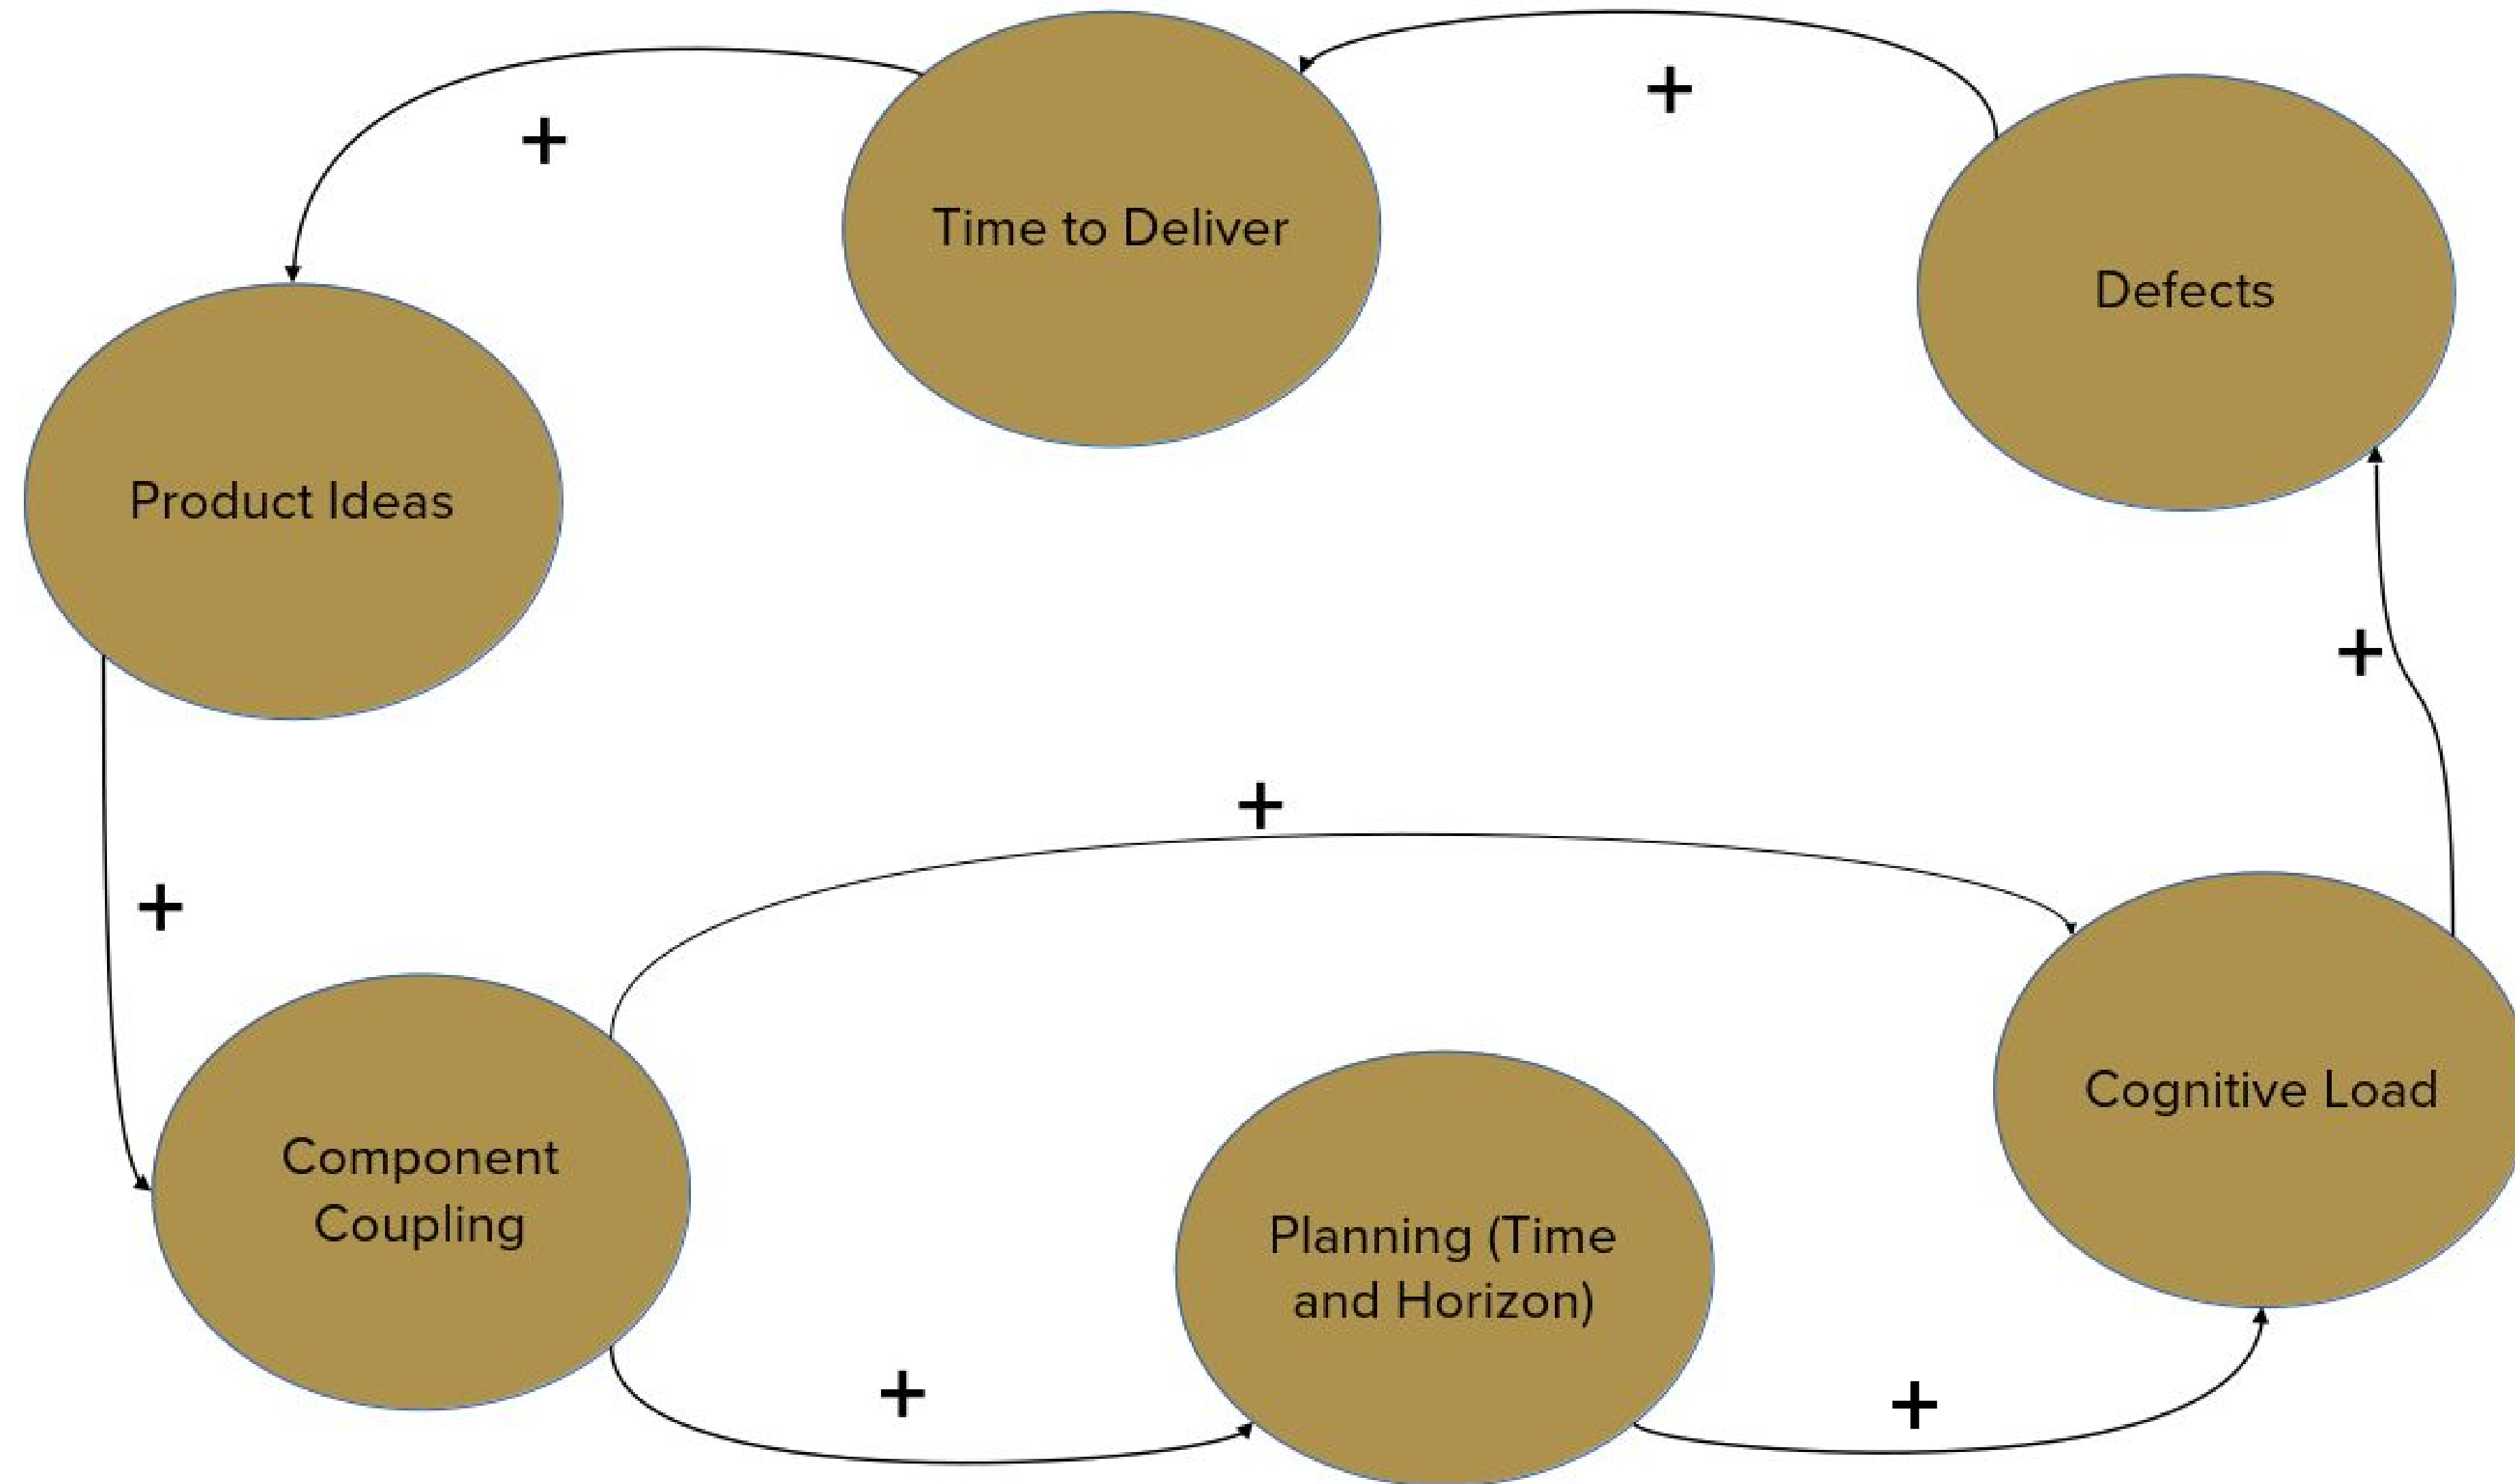 +
+
Time to Deliver
Defects
Product Ideas
+
+
+
Component
Coupling
Planning (Time
and Horizon)
Cognitive Load
+
+